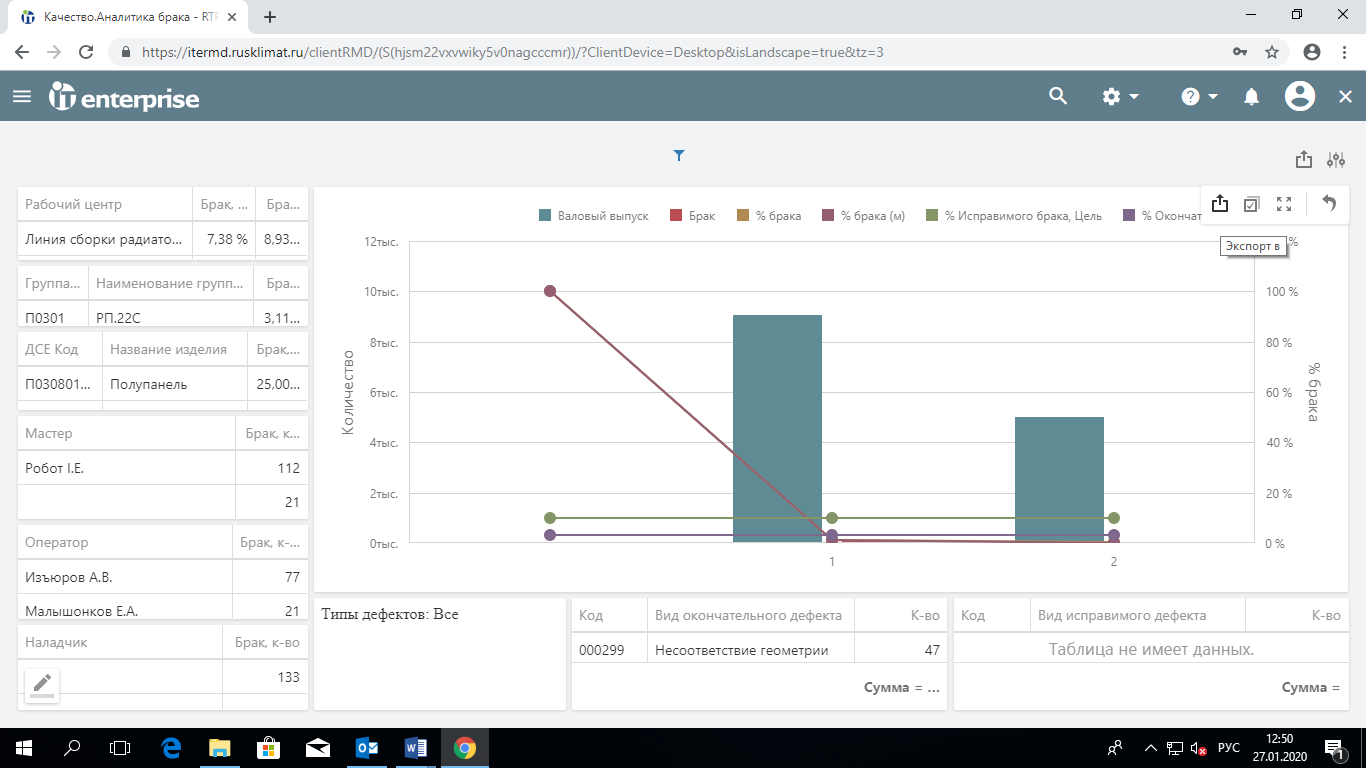 Качество.Аналитика брака - RTF
https://itermd.rusklimat.ru/clientRMD/(S(hjsm22vxvwiky5v0nagcccmr))/?ClientDevice=Desktop&isLandscape=true&tz=3
it enterprise
Рабочий центр Брак, ... Бра...
Линия сборки радиато... 7,38 % 8,93...
Группа... Наименование групп... Бра...
П0301 РП.22С 3,11...
ДСЕ Код Название изделия Брак,...
П030801... Полупанель 25,00...
Мастер Брак, к...
Робот І.Е. 112
21
Оператор Брак, к-...
Изъюров А.В. 77
Малышонков Е.А. 21
Наладчик Брак, к-во
133
Валовый выпуск Брак % брака % брака (м) % Исправимого брака, Цель % Окончат
Экспорт в
12тыс. %
10тыс. 100 %
8тыс. 80 %
6тыс. 60 %
4тыс. 40 %
2тыс. 20 %
0тыс. 0 %
Количество
% брака
1 2
Типы дефектов: Все
Код Вид окончательного дефекта К-во
000299 Несоответствие геометрии 47
Сумма = ...
Код Вид исправимого дефекта К-во
Таблица не имеет данных.
Сумма =
РУС
12:50
27.01.2020
1